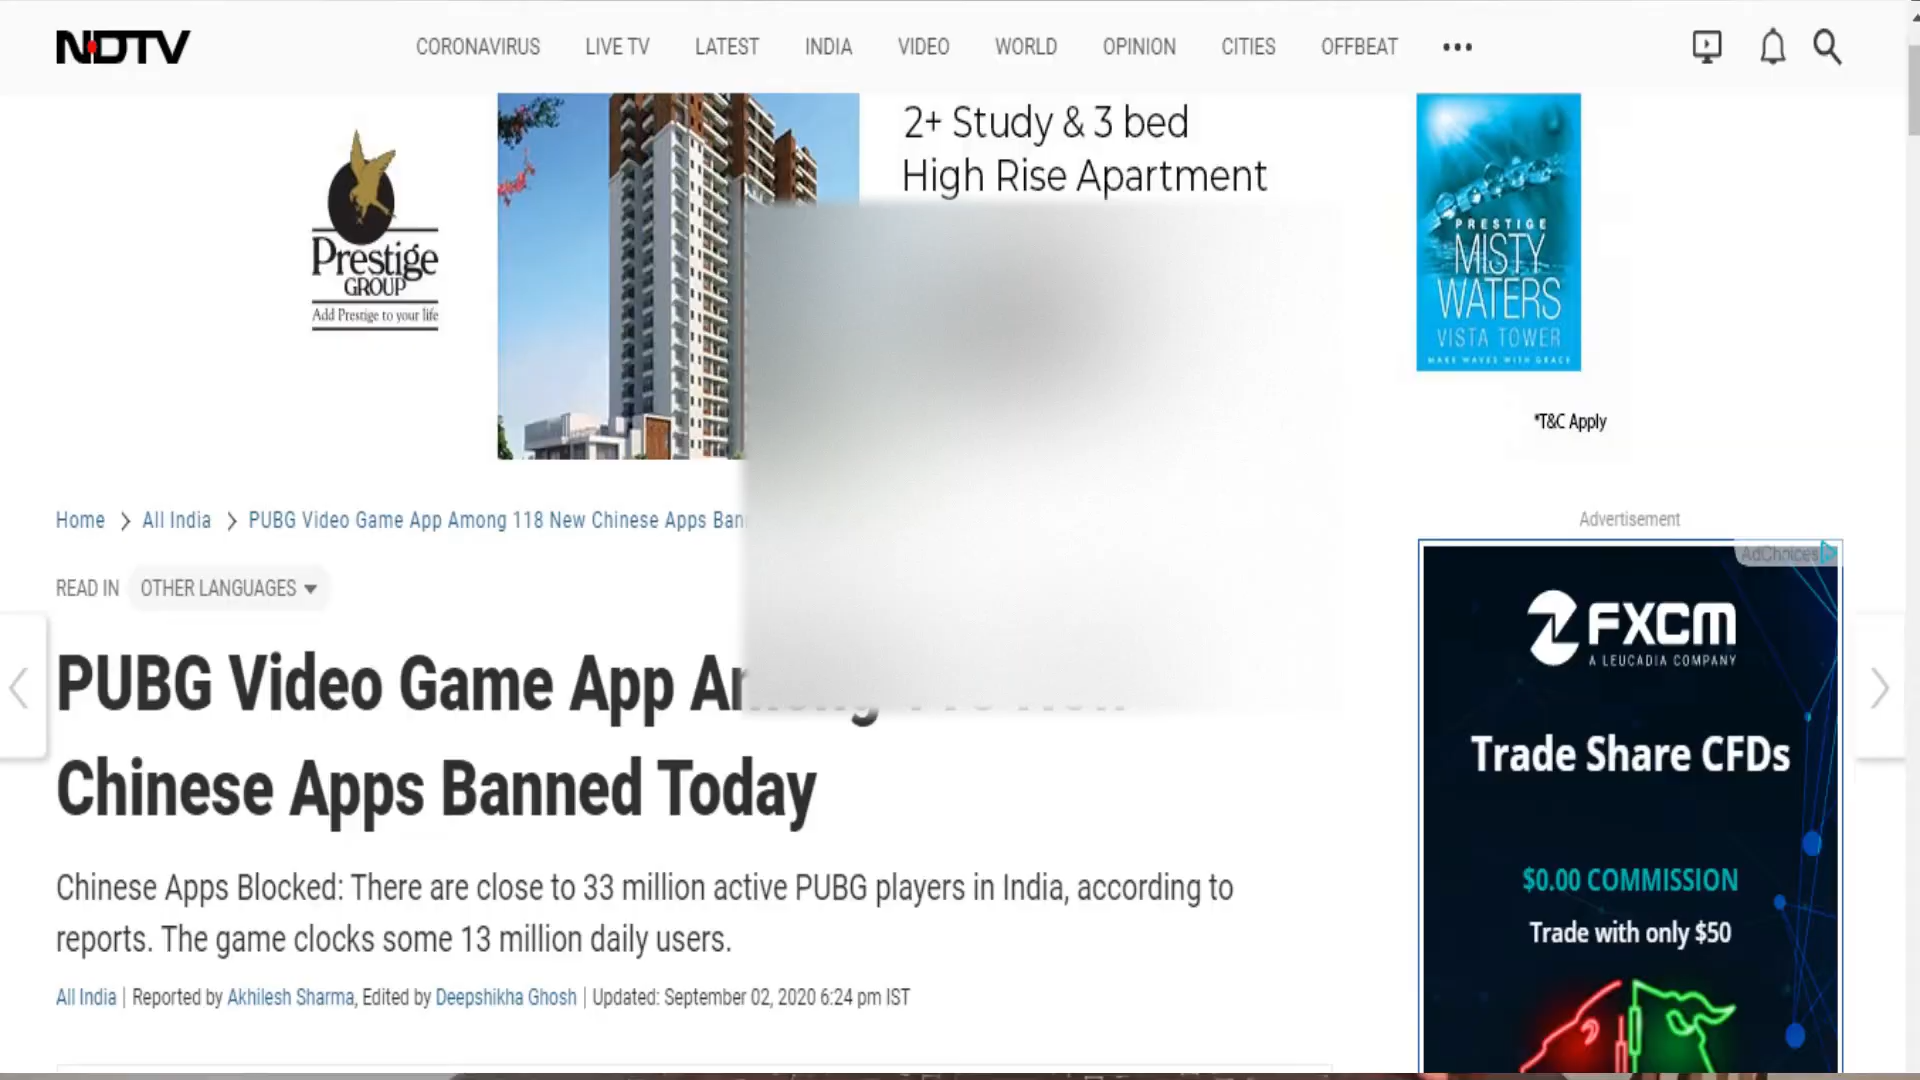 NDTV
CORONAVIRUS LIVE TV LATEST INDIA VIDEO WORLD OPINION CITIES OFFBEAT •••
2+ Study & 3 bed
High Rise Apartment
Prestige
GROUP
Add Prestige to your life
PRESTIGE
MISTY
WATERS
VISTA TOWER
MAKE WAVES WITH GRACE
*T&C Apply
Home > All India > PUBG Video Game App Among 118 New Chinese Apps
Advertisement
AdChoices
READ IN OTHER LANGUAGES
PUBG Video Game App
Chinese Apps Banned Today
Chinese Apps Blocked: There are close to 33 million active PUBG players in India, according to
reports. The game clocks some 13 million daily users.
All India | Reported by Akhilesh Sharma, Edited by Deepshikha Ghosh | Updated: September 02, 2020 6:24 pm IST
FXCM
A LEUCADIA COMPANY
Trade Share CFDs
$0.00 COMMISSION
Trade with only $50